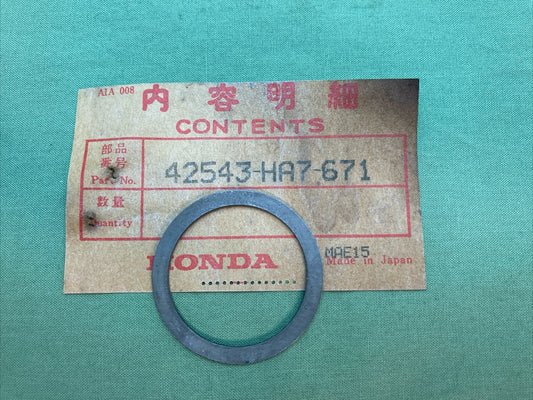 AIA 008
内容明細
CONTENTS
部品
番号
Part No.
42543-HA7-671
数量
Quantity
HONDA
MAE15
Made in Japan